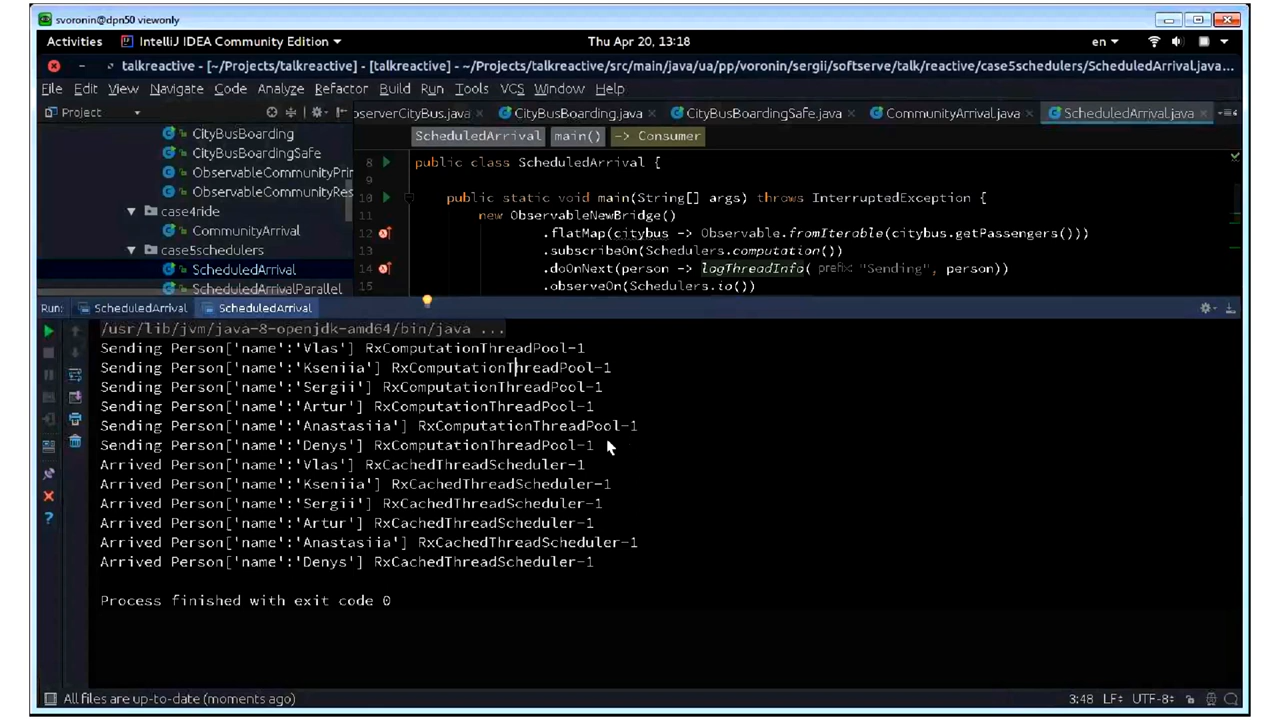 svoronin@dpn50 viewonly
Activities IntelliJ IDEA Community Edition Thu Apr 20, 13:18 en
talkreactive - [~/Projects/talkreactive] - [talkreactive] - ~/Projects/talkreactive/src/main/java/ua/pp/voronin/sergii/softserve/talk/reactive/case5schedulers/ScheduledArrival.java...
File Edit View Navigate Code Analyze Refactor Build Run Tools VCS Window Help
Project oserverCityBus.java CityBusBoarding.java CityBusBoardingSafe.java CommunityArrival.java ScheduledArrival.java
CityBusBoarding
CityBusBoardingSafe
ObservableCommunityPrin
ObservableCommunityRes
case4ride
CommunityArrival
case5schedulers
ScheduledArrival
ScheduledArrivalParallel
ScheduledArrival main() -> Consumer
8 public class ScheduledArrival {
9
10 public static void main(String[] args) throws InterruptedException {
11 new ObservableNewBridge()
12 .flatMap(citybus -> Observable.fromIterable(citybus.getPassengers()))
13 .subscribeOn(Schedulers.computation())
14 .doOnNext(person -> logThreadInfo( prefix: "Sending", person))
15 .observeOn(Schedulers.io())
Run: ScheduledArrival ScheduledArrival
/usr/lib/jvm/java-8-openjdk-amd64/bin/java ...
Sending Person['name':'Vlas'] RxComputationThreadPool-1
Sending Person['name':'Kseniia'] RxComputationThreadPool-1
Sending Person['name':'Sergii'] RxComputationThreadPool-1
Sending Person['name':'Artur'] RxComputationThreadPool-1
Sending Person['name':'Anastasiia'] RxComputationThreadPool-1
Sending Person['name':'Denys'] RxComputationThreadPool-1
Arrived Person['name':'Vlas'] RxCachedThreadScheduler-1
Arrived Person['name':'Kseniia'] RxCachedThreadScheduler-1
Arrived Person['name':'Sergii'] RxCachedThreadScheduler-1
Arrived Person['name':'Artur'] RxCachedThreadScheduler-1
Arrived Person['name':'Anastasiia'] RxCachedThreadScheduler-1
Arrived Person['name':'Denys'] RxCachedThreadScheduler-1
Process finished with exit code 0
All files are up-to-date (moments ago) 3:48 LF UTF-8